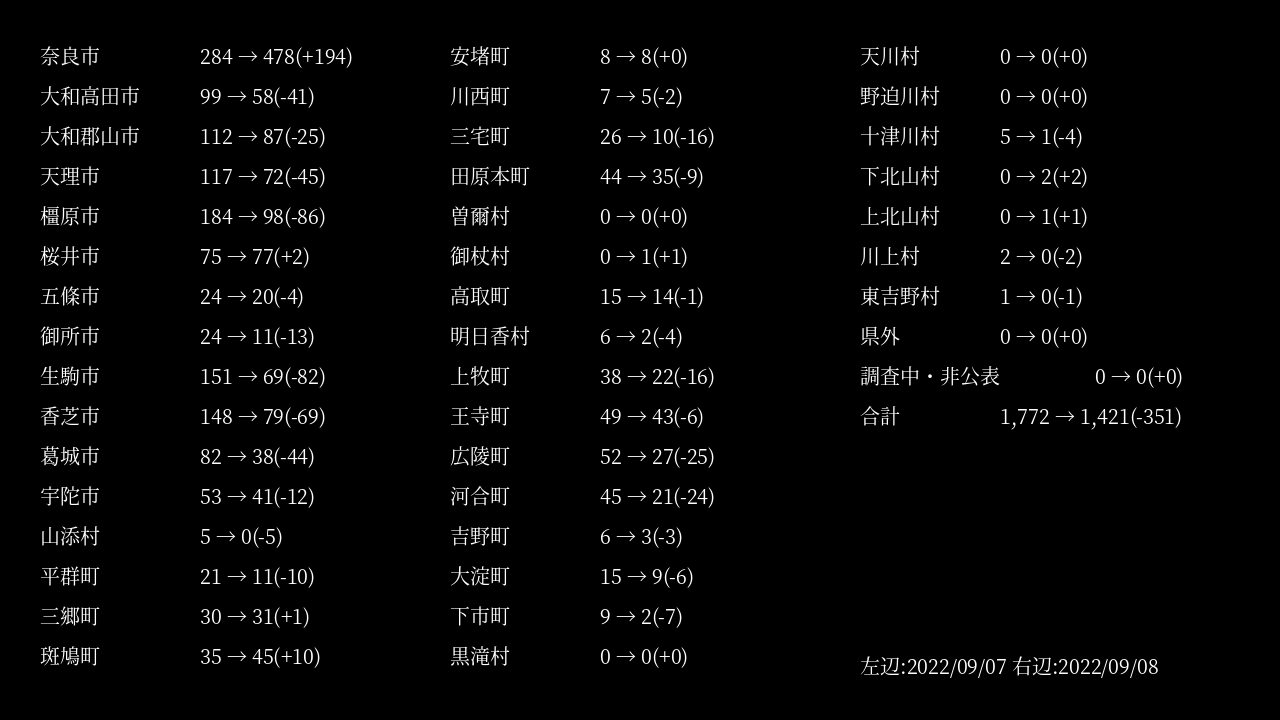 奈良市 284 → 478(+194)
大和高田市 99 → 58(-41)
大和郡山市 112 → 87(-25)
天理市 117 → 72(-45)
橿原市 184 → 98(-86)
桜井市 75 → 77(+2)
五條市 24 → 20(-4)
御所市 24 → 11(-13)
生駒市 151 → 69(-82)
香芝市 148 → 79(-69)
葛城市 82 → 38(-44)
宇陀市 53 → 41(-12)
山添村 5 → 0(-5)
平群町 21 → 11(-10)
三郷町 30 → 31(+1)
斑鳩町 35 → 45(+10)
安堵町 8 → 8(+0)
川西町 7 → 5(-2)
三宅町 26 → 10(-16)
田原本町 44 → 35(-9)
曽爾村 0 → 0(+0)
御杖村 0 → 1(+1)
高取町 15 → 14(-1)
明日香村 6 → 2(-4)
上牧町 38 → 22(-16)
王寺町 49 → 43(-6)
広陵町 52 → 27(-25)
河合町 45 → 21(-24)
吉野町 6 → 3(-3)
大淀町 15 → 9(-6)
下市町 9 → 2(-7)
黒滝村 0 → 0(+0)
天川村 0 → 0(+0)
野迫川村 0 → 0(+0)
十津川村 5 → 1(-4)
下北山村 0 → 2(+2)
上北山村 0 → 1(+1)
川上村 2 → 0(-2)
東吉野村 1 → 0(-1)
県外 0 → 0(+0)
調査中・非公表 0 → 0(+0)
合計 1,772 → 1,421(-351)
左辺:2022/09/07 右辺:2022/09/08